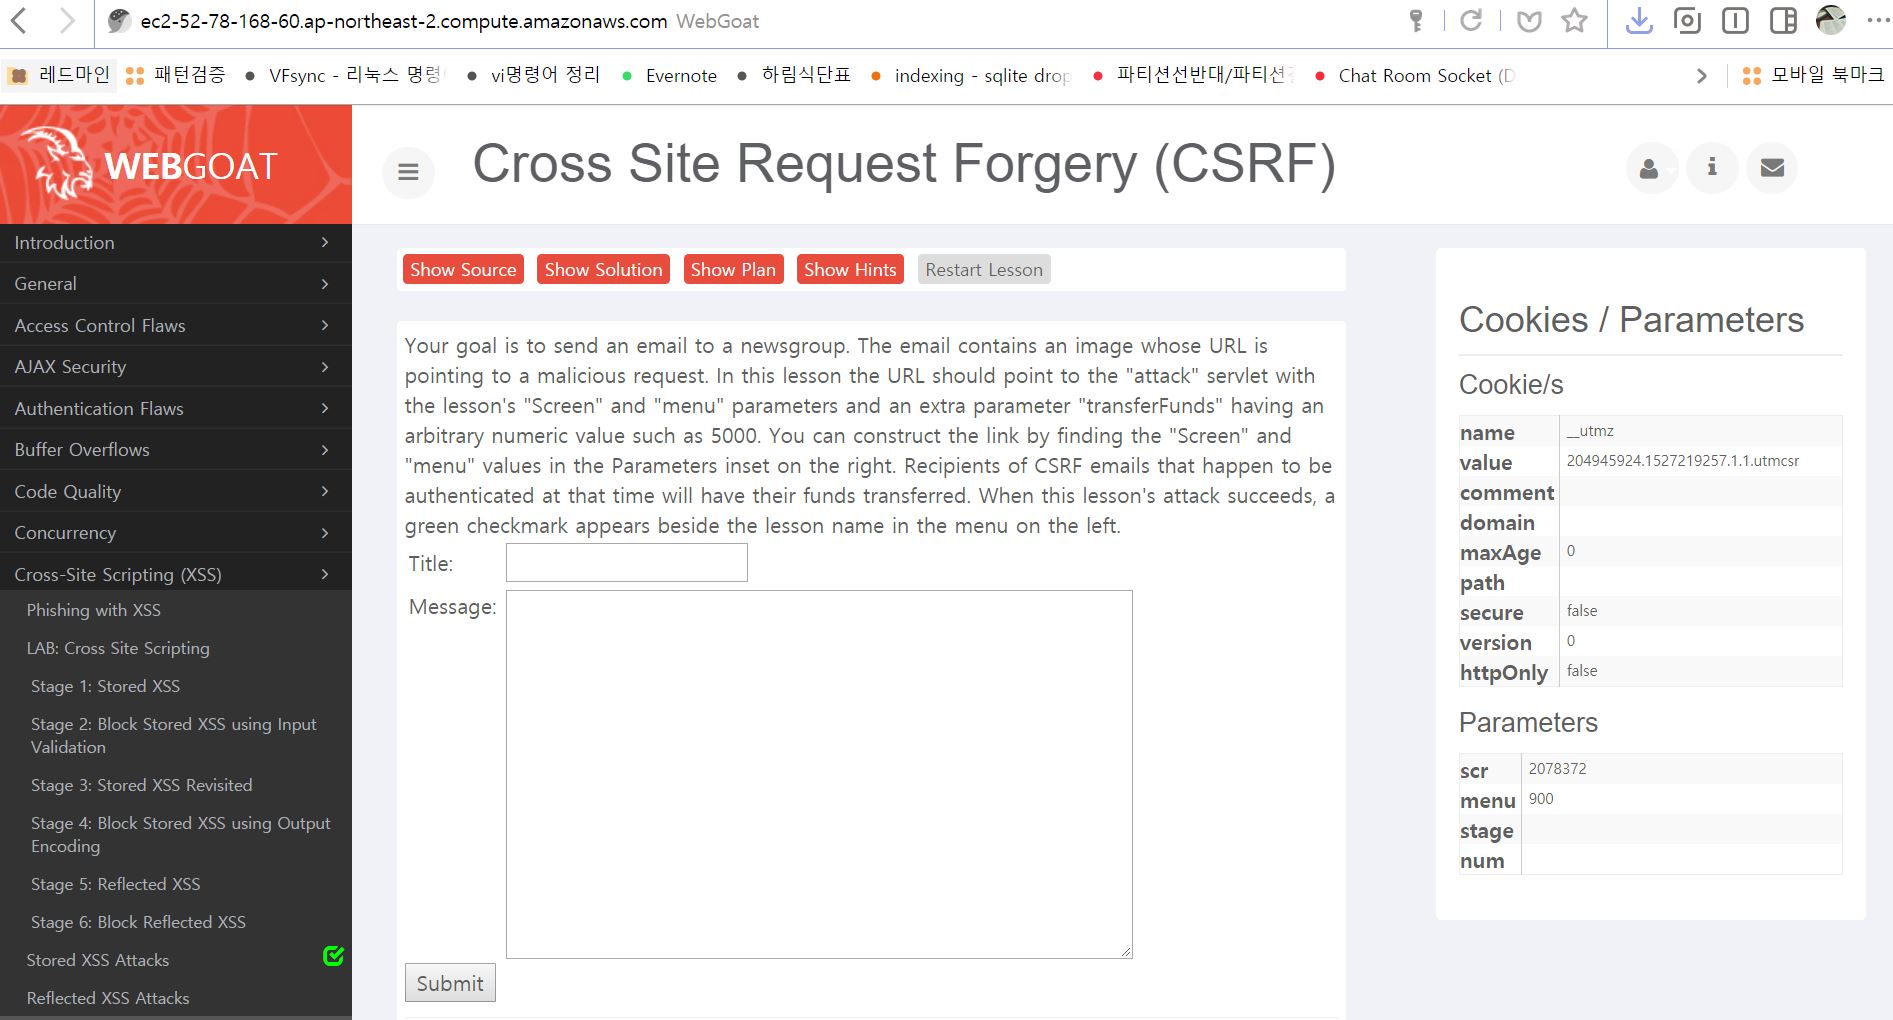 ec2-52-78-168-60.ap-northeast-2.compute.amazonaws.com WebGoat
레드마인 패턴검증 VFsync - 리눅스 명령 vi명령어 정리 Evernote 하림식단표 indexing - sqlite drop 파티션선반대/파티션 Chat Room Socket (D 모바일 북마크
WEBGOAT
Cross Site Request Forgery (CSRF)
Introduction
General
Access Control Flaws
AJAX Security
Authentication Flaws
Buffer Overflows
Code Quality
Concurrency
Cross-Site Scripting (XSS)
Phishing with XSS
LAB: Cross Site Scripting
Stage 1: Stored XSS
Stage 2: Block Stored XSS using Input
Validation
Stage 3: Stored XSS Revisited
Stage 4: Block Stored XSS using Output
Encoding
Stage 5: Reflected XSS
Stage 6: Block Reflected XSS
Stored XSS Attacks
Reflected XSS Attacks
Show Source Show Solution Show Plan Show Hints Restart Lesson
Your goal is to send an email to a newsgroup. The email contains an image whose URL is
pointing to a malicious request. In this lesson the URL should point to the "attack" servlet with
the lesson's "Screen" and "menu" parameters and an extra parameter "transferFunds" having an
arbitrary numeric value such as 5000. You can construct the link by finding the "Screen" and
"menu" values in the Parameters inset on the right. Recipients of CSRF emails that happen to be
authenticated at that time will have their funds transferred. When this lesson's attack succeeds, a
green checkmark appears beside the lesson name in the menu on the left.
Title:
Message:
Submit
Cookies / Parameters
Cookie/s
name __utmz
value 204945924.1527219257.1.1.utmcsr
comment
domain
maxAge 0
path
secure false
version 0
httpOnly false
Parameters
scr 2078372
menu 900
stage
num